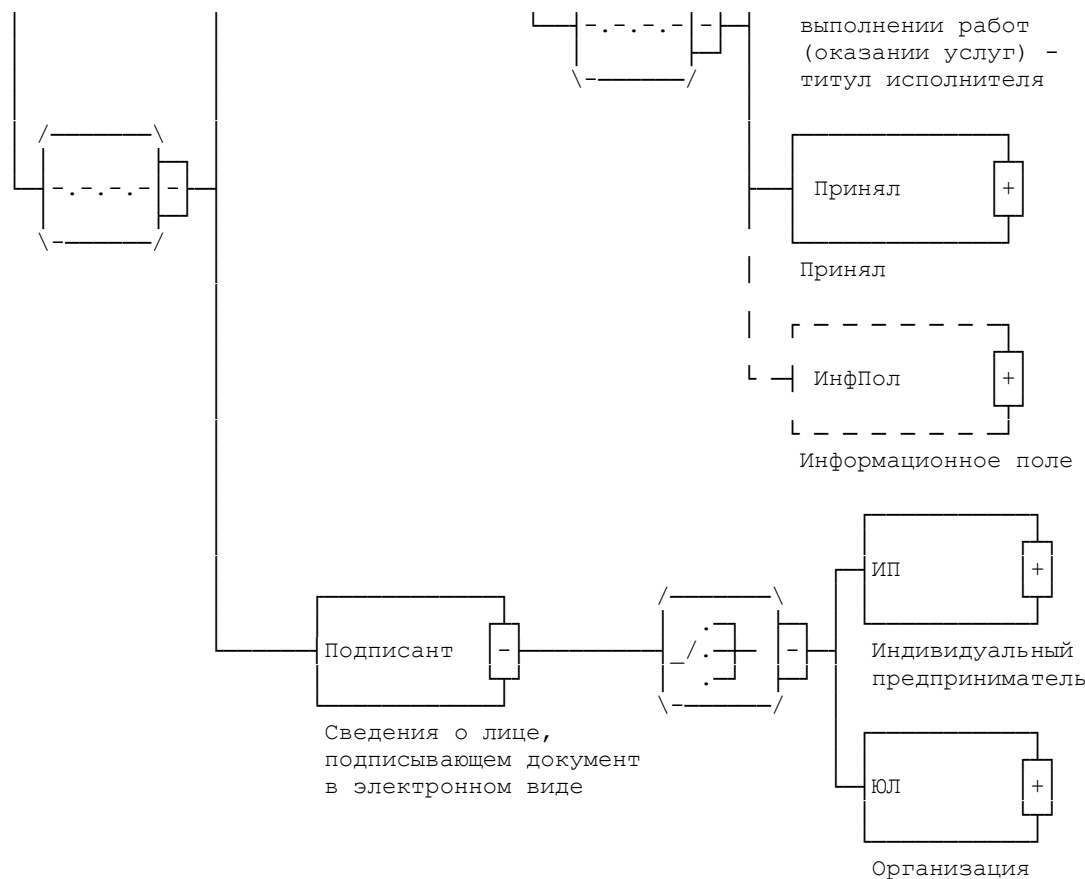 выполнении работ
(оказании услуг) -
титул исполнителя
Принял
+
Принял
ИнфПол
+
Информационное поле
ИП
+
Индивидуальный
предприниматель
Подписант
-
Сведения о лице,
подписывающем документ
в электронном виде
ЮЛ
+
Организация